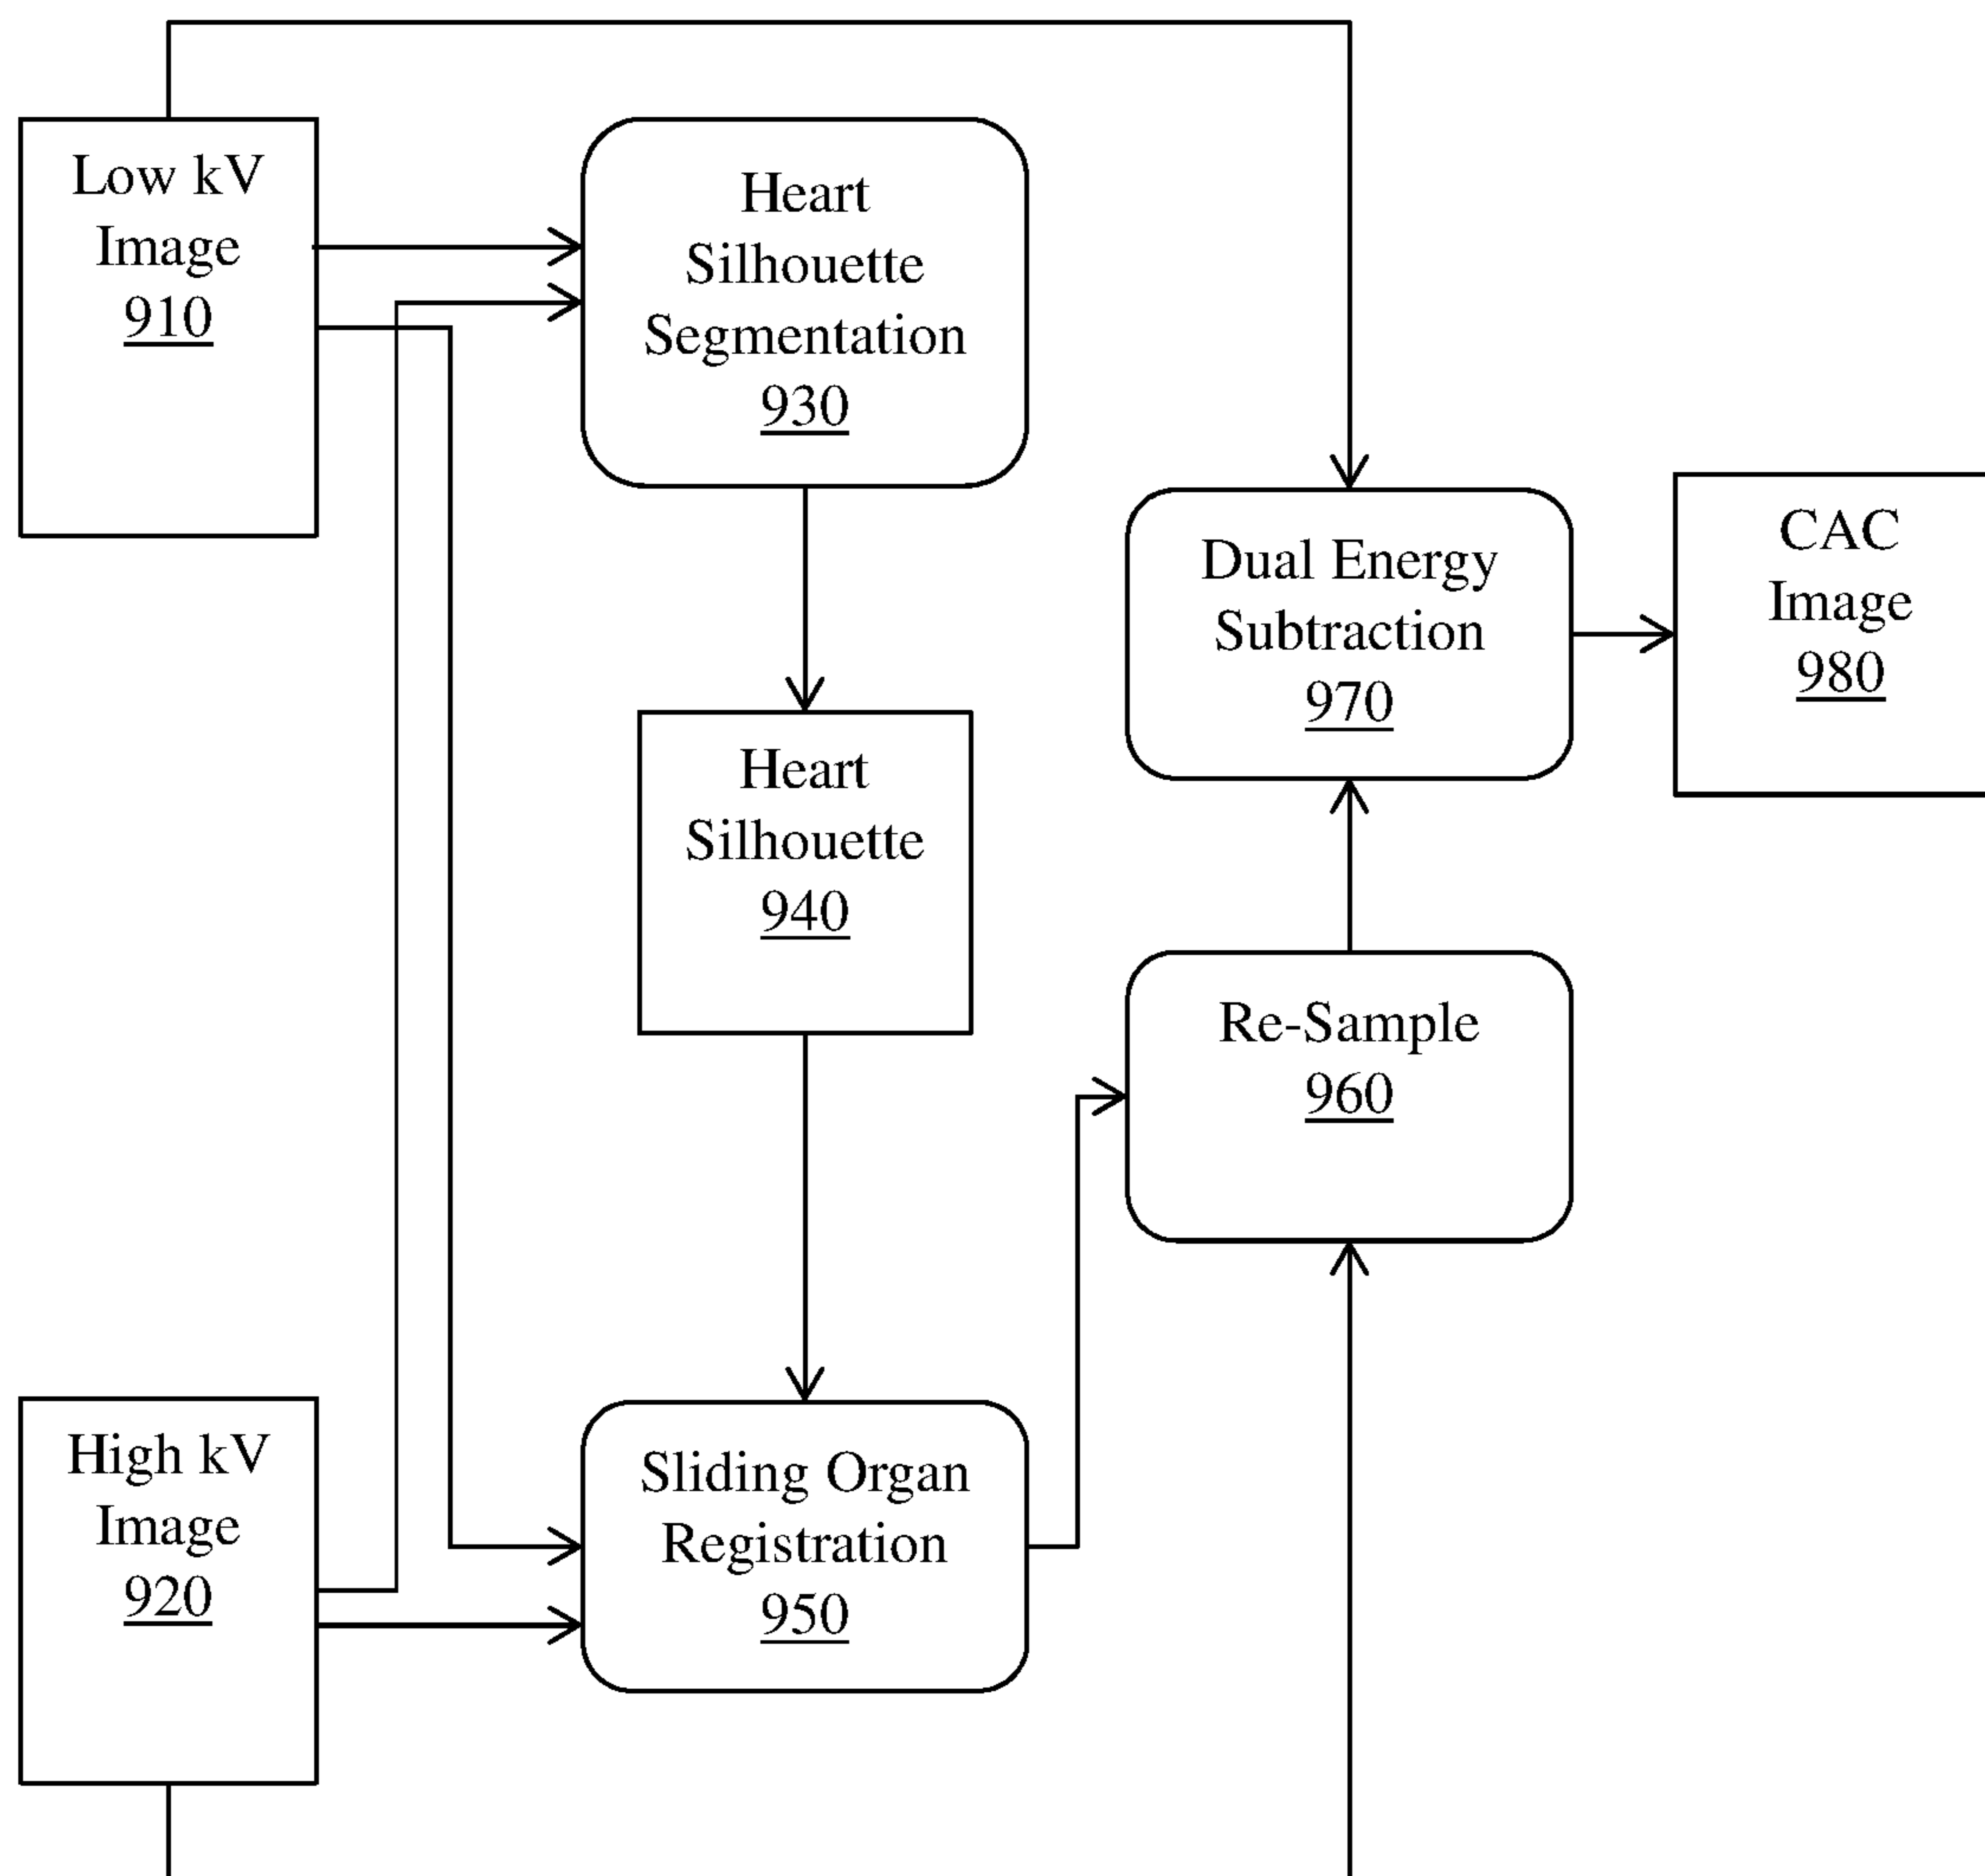 Low kV
Image
910
Heart
Silhouette
Segmentation
930
Dual Energy
Subtraction
970
CAC
Image
980
Heart
Silhouette
940
Re-Sample
960
High kV
Image
920
Sliding Organ
Registration
950